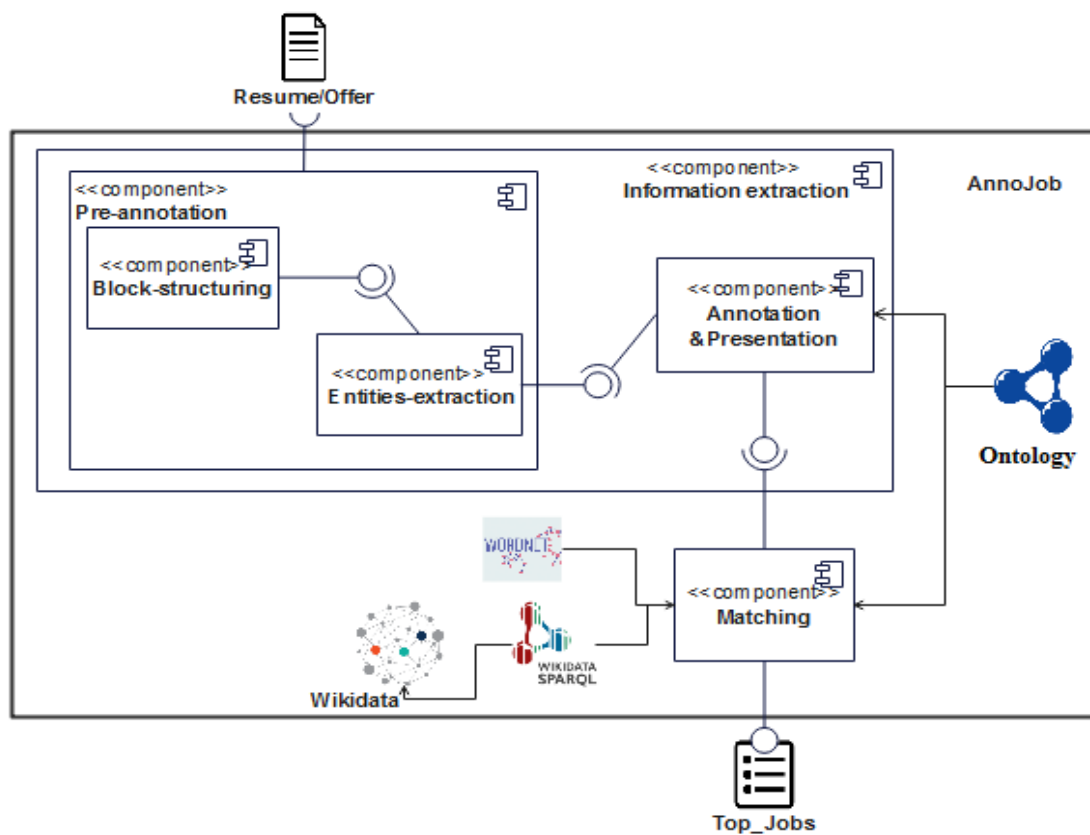 Resume/Offer
<<component>>
Information extraction
AnnoJob
<<component>>
Pre-annotation
<<component>>
Block-structuring
<<component>>
Annotation
& Presentation
<<component>>
Entities-extraction
Ontology
WORDNET
<<component>>
Matching
WIKIDATA
SPARQL
Wikidata
Top_Jobs